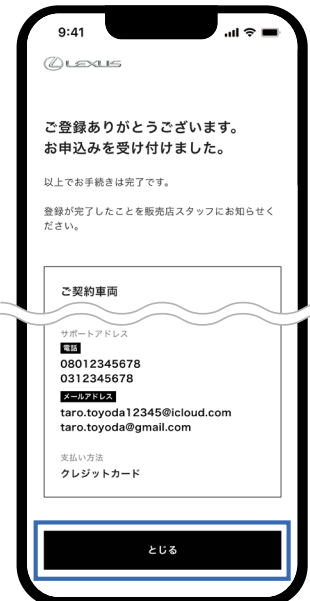 9:41
LEXUS
ご登録ありがとうございます。
お申込みを受け付けました。
以上でお手続きは完了です。
登録が完了したことを販売店スタッフにお知らせく
ださい。
ご契約車両
サポートアドレス
電話
08012345678
0312345678
メールアドレス
taro.toyoda12345@icloud.com
taro.toyoda@gmail.com
支払い方法
クレジットカード
とじる